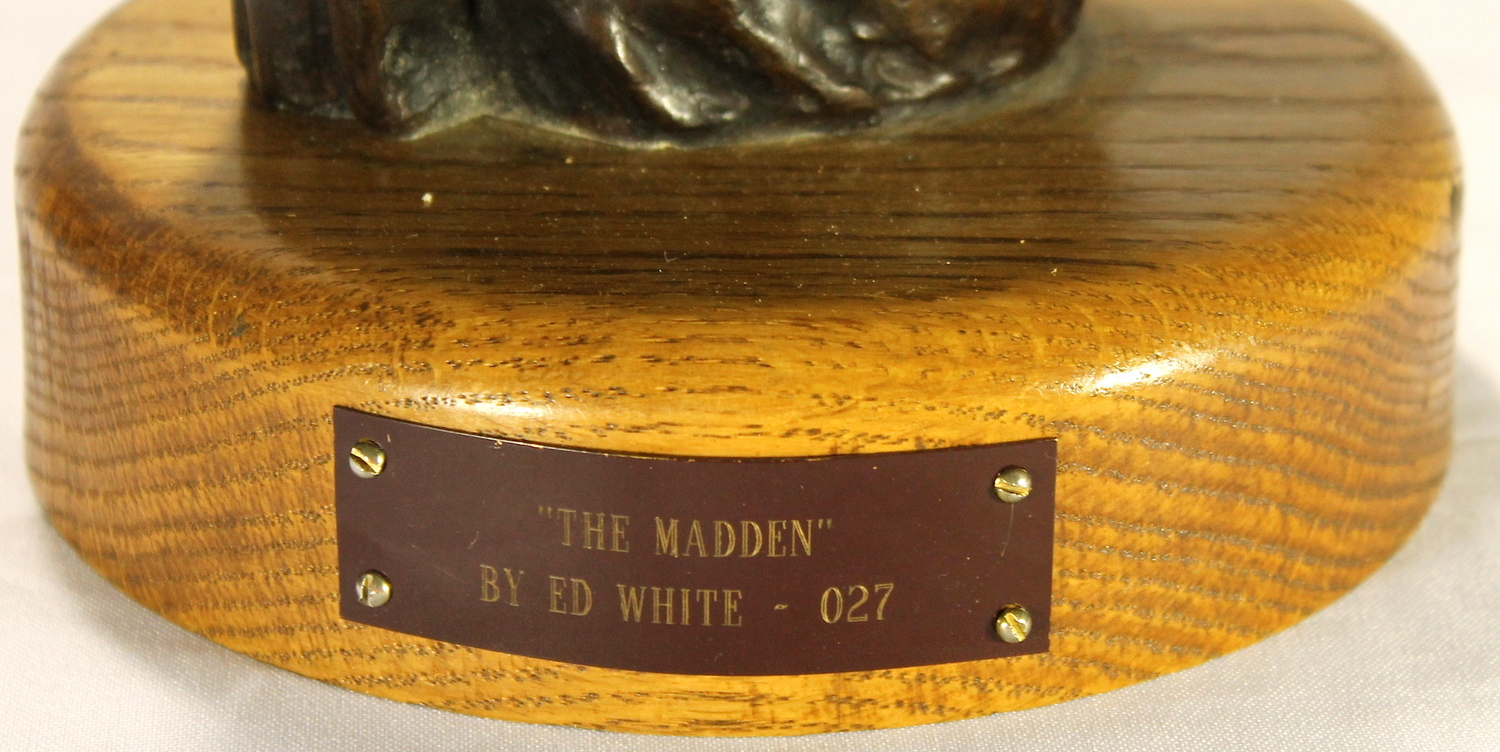 "THE MADDEN"
BY ED WHITE - 027